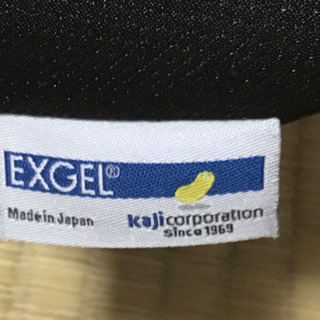 EXGEL®
Made in Japan
kaji corporation
since 1969